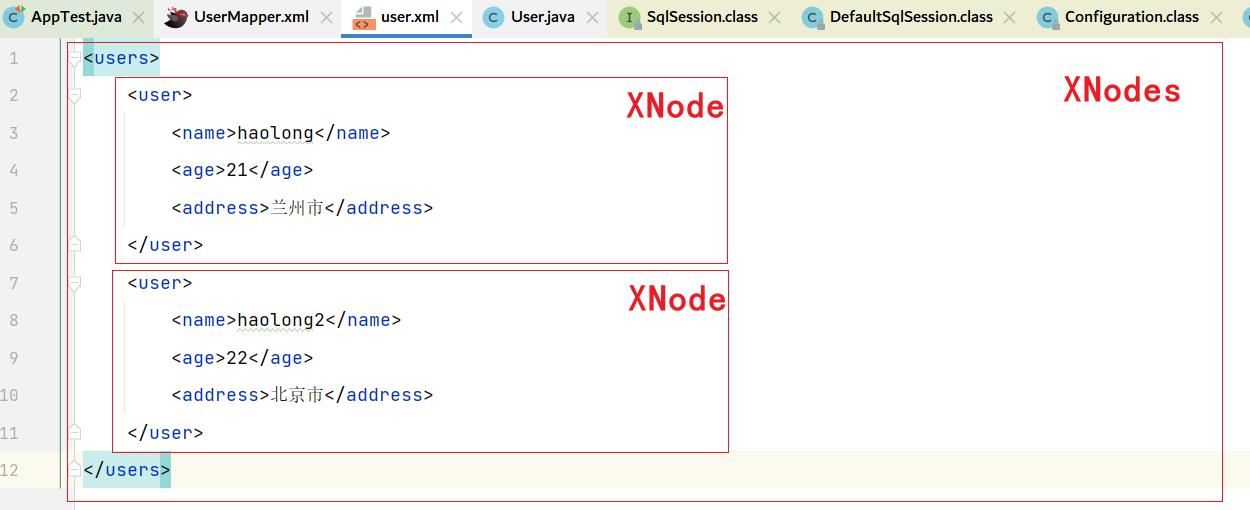 AppTest.java UserMapper.xml user.xml User.java SqlSession.class DefaultSqlSession.class Configuration.class
1 <users> XNodes
2 <user> XNode
3 <name>haolong</name>
4 <age>21</age>
5 <address>兰州市</address>
6 </user>
7 <user> XNode
8 <name>haolong2</name>
9 <age>22</age>
10 <address>北京市</address>
11 </user>
12 </users>